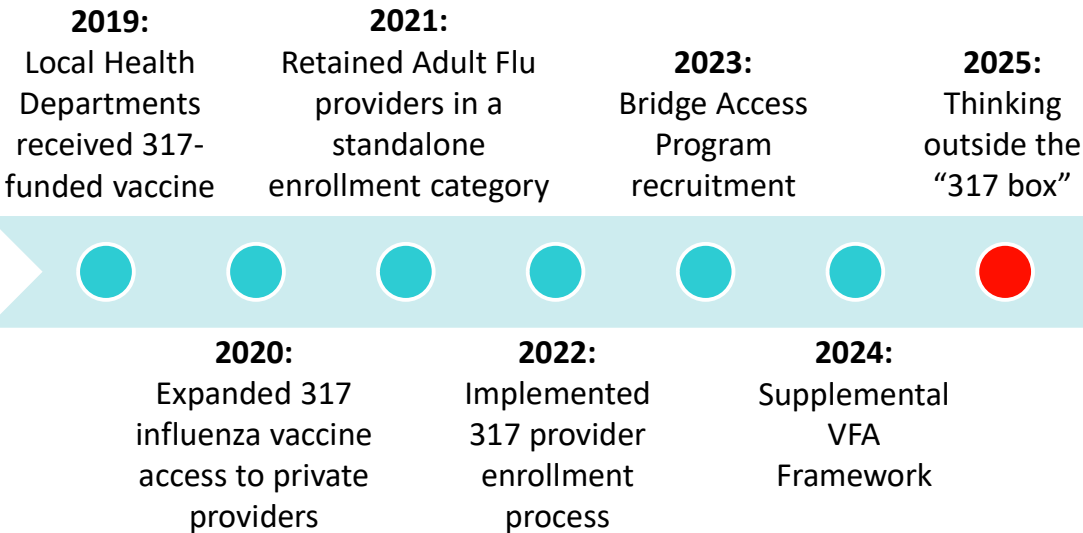 2019:
Local Health
Departments
received 317-
funded vaccine
2021:
Retained Adult Flu
providers in a
standalone
enrollment category
2023:
Bridge Access
Program
recruitment
2025:
Thinking
outside the
“317 box”
2020:
Expanded 317
influenza vaccine
access to private
providers
2022:
Implemented
317 provider
enrollment
process
2024:
Supplemental
VFA
Framework